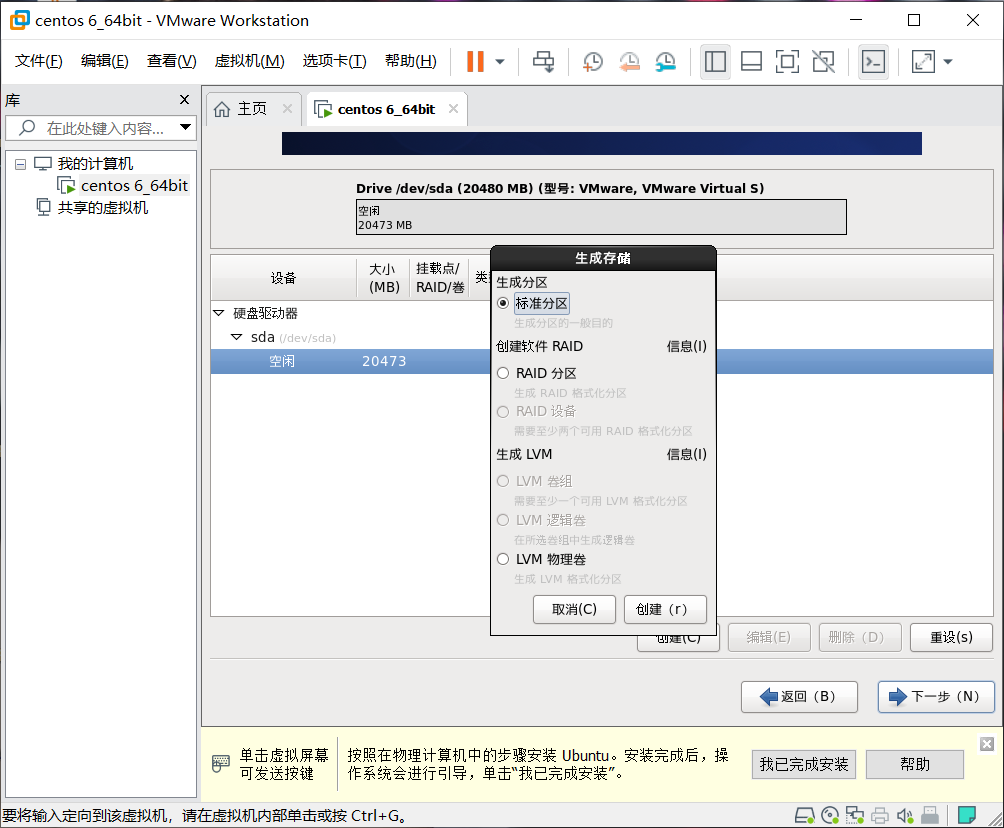 centos 6_64bit - VMware Workstation
文件(F) 编辑(E) 查看(V) 虚拟机(M) 选项卡(T) 帮助(H)
库
在此处键入内容...
我的计算机
centos 6_64bit
共享的虚拟机
主页
centos 6_64bit
Drive /dev/sda (20480 MB) (型号: VMware, VMware Virtual S)
空闲
20473 MB
设备
大小
(MB)
挂载点/
RAID/卷
硬盘驱动器
sda (/dev/sda)
空闲 20473
生成存储
生成分区
标准分区
生成分区的一般目的
创建软件 RAID 信息(I)
RAID 分区
生成 RAID 格式化分区
RAID 设备
需要至少两个可用 RAID 格式化分区
生成 LVM 信息(I)
LVM 卷组
需要至少一个可用 LVM 格式化分区
LVM 逻辑卷
在所选卷组中生成逻辑卷
LVM 物理卷
生成 LVM 格式化分区
取消(C) 创建（r）
创建(C) 编辑(E) 删除（D） 重设(s)
返回（B） 下一步（N）
单击虚拟屏幕
可发送按键
按照在物理计算机中的步骤安装 Ubuntu。安装完成后，操
作系统会进行引导，单击“我已完成安装”。
我已完成安装 帮助
要将输入定向到该虚拟机，请在虚拟机内部单击或按 Ctrl+G。